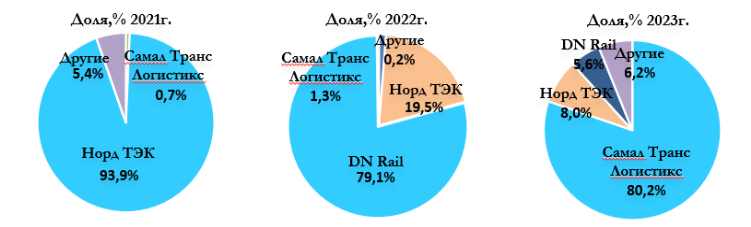 Доля,% 2021г.
Другие
5,4%
Самал Транс
Логистикс
0,7%
Норд ТЭК
93,9%
Доля,% 2022г.
Самал Транс
Логистикс
1,3%
Другие
0,2%
Норд ТЭК
19,5%
DN Rail
79,1%
Доля,% 2023г.
DN Rail
5,6%
Другие
6,2%
Норд ТЭК
8,0%
Самал Транс
Логистикс
80,2%